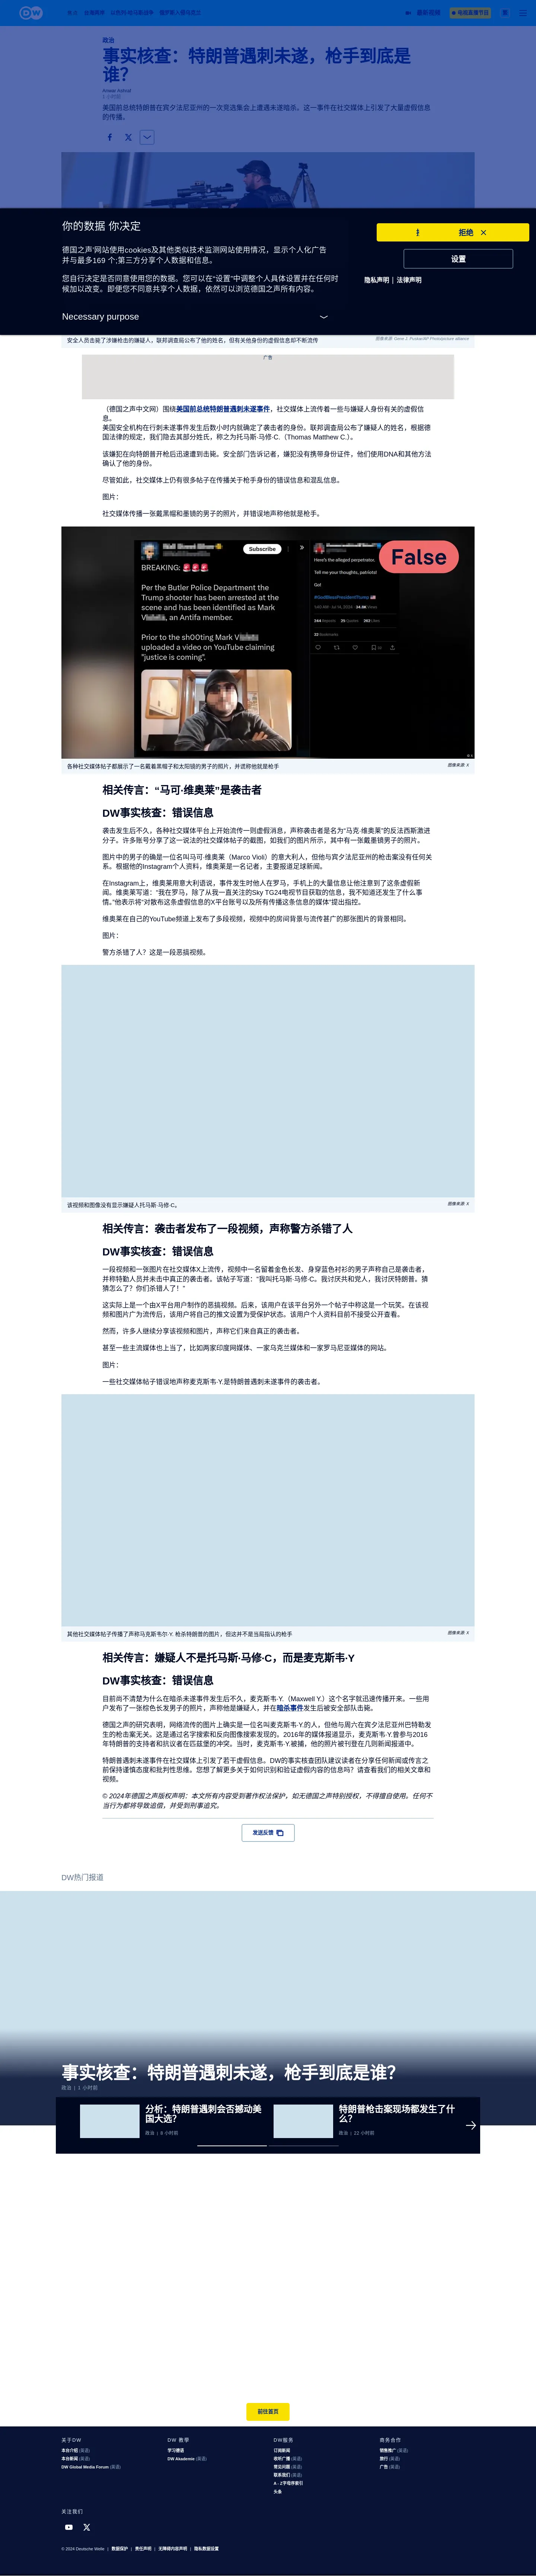 政治
事实核查：特朗普遇刺未遂，枪手到底是
谁？
1 小时前
美国前总统特朗普在宾夕法尼亚州的一次竞选集会上遭遇未遂暗杀。这一事件在社交媒体上引发了大量虚假信息
的传播。
你的数据 你决定
德国之声'网站使用cookies及其他类似技术监测网站使用情况，显示个人化广告
并与最多169 个;第三方分享个人数据和信息。
您自行决定是否同意使用您的数据。您可以在“设置”中调整个人具体设置并在任何时
候加以改变。即便您不同意共享个人数据，依然可以浏览德国之声所有内容。
Necessary purpose
拒绝
设置
隐私声明 | 法律声明
安全人员击毙了涉嫌枪击的嫌疑人，联邦调查局公布了他的姓名，但有关他身份的虚假信息却不断流传
图像来源: Gene J. Puskar/AP Photo/picture alliance
广告
（德国之声中文网）围绕美国前总统特朗普遇刺未遂事件，社交媒体上流传着一些与嫌疑人身份有关的虚假信
息。
美国安全机构在行刺未遂事件发生后数小时内就确定了袭击者的身份。联邦调查局公布了嫌疑人的姓名，根据德
国法律的规定，我们隐去其部分姓氏，称之为托马斯·马修·C.（Thomas Matthew C.）。
该嫌犯在向特朗普开枪后迅速遭到击毙。安全部门告诉记者，嫌犯没有携带身份证件，他们使用DNA和其他方法
确认了他的身份。
尽管如此，社交媒体上仍有很多帖子在传播关于枪手身份的错误信息和混乱信息。
图片：
社交媒体传播一张戴黑帽和墨镜的男子的照片，并错误地声称他就是枪手。
Subscribe
False
BREAKING:
Per the Butler Police Department the
Trump shooter has been arrested at the
scene and has been identified as Mark
V, an Antifa member.
Prior to the sh00ting Mark V
uploaded a video on YouTube claiming
"justice is coming".
Here's the alleged perpetrator.
Tell me your thoughts, patriots!
Go!
#GodBlessPresidentTrump
各种社交媒体帖子都展示了一名戴着黑帽子和太阳镜的男子的照片，并谎称他就是枪手
图像来源: X
相关传言：“马可·维奥莱”是袭击者
DW事实核查：错误信息
袭击发生后不久，各种社交媒体平台上开始流传一则虚假消息，声称袭击者是名为“马克·维奥莱”的反法西斯激进
分子。许多账号分享了这一说法的社交媒体帖子的截图，如我们的图片所示，其中有一张戴墨镜男子的照片。
图片中的男子的确是一位名叫马可·维奥莱（Marco Violi）的意大利人，但他与宾夕法尼亚州的枪击案没有任何关
系。根据他的Instagram个人资料，维奥莱是一名记者，主要报道足球新闻。
在Instagram上，维奥莱用意大利语说，事件发生时他人在罗马，手机上的大量信息让他注意到了这条虚假新
闻。维奥莱写道：“我在罗马，除了从我一直关注的Sky TG24电视节目获取的信息，我不知道还发生了什么事
情。”他表示将“对散布这条虚假信息的X平台账号以及所有传播这条信息的媒体”提出指控。
维奥莱在自己的YouTube频道上发布了多段视频，视频中的房间背景与流传甚广的那张图片的背景相同。
图片：
警方杀错了人？这是一段恶搞视频。
该视频和图像没有显示嫌疑人托马斯·马修·C。
图像来源: X
相关传言：袭击者发布了一段视频，声称警方杀错了人
DW事实核查：错误信息
一段视频和一张图片在社交媒体X上流传，视频中一名留着金色长发、身穿蓝色衬衫的男子声称自己是袭击者，
并称特勤人员并未击中真正的袭击者。该帖子写道：“我叫托马斯·马修·C。我讨厌共和党人，我讨厌特朗普。猜
猜怎么了？你们杀错人了！”
这实际上是一个由X平台用户制作的恶搞视频。后来，该用户在该平台另外一个帖子中称这是一个玩笑。在该视
频和图片广为流传后，该用户将自己的推文设置为受保护状态。该用户个人资料目前不接受公开查看。
然而，许多人继续分享该视频和图片，声称它们来自真正的袭击者。
甚至一些主流媒体也上当了，比如两家印度网媒体、一家乌克兰媒体和一家罗马尼亚媒体的网站。
图片：
一些社交媒体帖子错误地声称麦克斯韦·Y.是特朗普遇刺未遂事件的袭击者。
其他社交媒体帖子传播了声称马克斯韦尔·Y. 枪杀特朗普的图片，但这并不是当局指认的枪手
图像来源: X
相关传言：嫌疑人不是托马斯·马修·C，而是麦克斯韦·Y
DW事实核查：错误信息
目前尚不清楚为什么在暗杀未遂事件发生后不久，麦克斯韦·Y.（Maxwell Y.）这个名字就迅速传播开来。一些用
户发布了一张棕色长发男子的照片，声称他是嫌疑人，并在暗杀事件发生后被安全部队击毙。
德国之声的研究表明，网络流传的图片上确实是一位名叫麦克斯韦·Y.的人，但他与周六在宾夕法尼亚州巴特勒发
生的枪击案无关。这是通过名字搜索和反向图像搜索发现的。2016年的媒体报道显示，麦克斯韦·Y.曾参与2016
年特朗普的支持者和抗议者在匹兹堡的冲突。当时，麦克斯韦·Y.被捕，他的照片被刊登在几则新闻报道中。
特朗普遇刺未遂事件在社交媒体上引发了若干虚假信息。DW的事实核查团队建议读者在分享任何新闻或传言之
前保持谨慎态度和批判性思维。您想了解更多关于如何识别和验证虚假内容的信息吗？请查看我们的相关文章和
视频。
© 2024年德国之声版权声明：本文所有内容受到著作权法保护，如无德国之声特别授权，不得擅自使用。任何不
当行为都将导致追偿，并受到刑事追究。
发送反馈
DW热门报道
事实核查：特朗普遇刺未遂，枪手到底是谁？
政治 | 1 小时前
分析：特朗普遇刺会否撼动美
国大选？
政治 | 8 小时前
特朗普枪击案现场都发生了什
么？
政治 | 22 小时前
前往首页
关于DW
本台介绍 (英语)
本台新闻 (英语)
DW Global Media Forum (英语)
DW 教学
学习德语
DW Akademie (英语)
DW服务
订阅新闻
收听广播 (英语)
常见问题 (英语)
联系我们 (英语)
A - Z字母序索引
头条
商务合作
销售推广 (英语)
旅行 (英语)
广告 (英语)
关注我们
© 2024 Deutsche Welle | 数据保护 | 责任声明 | 无障碍内容声明 | 隐私数据设置